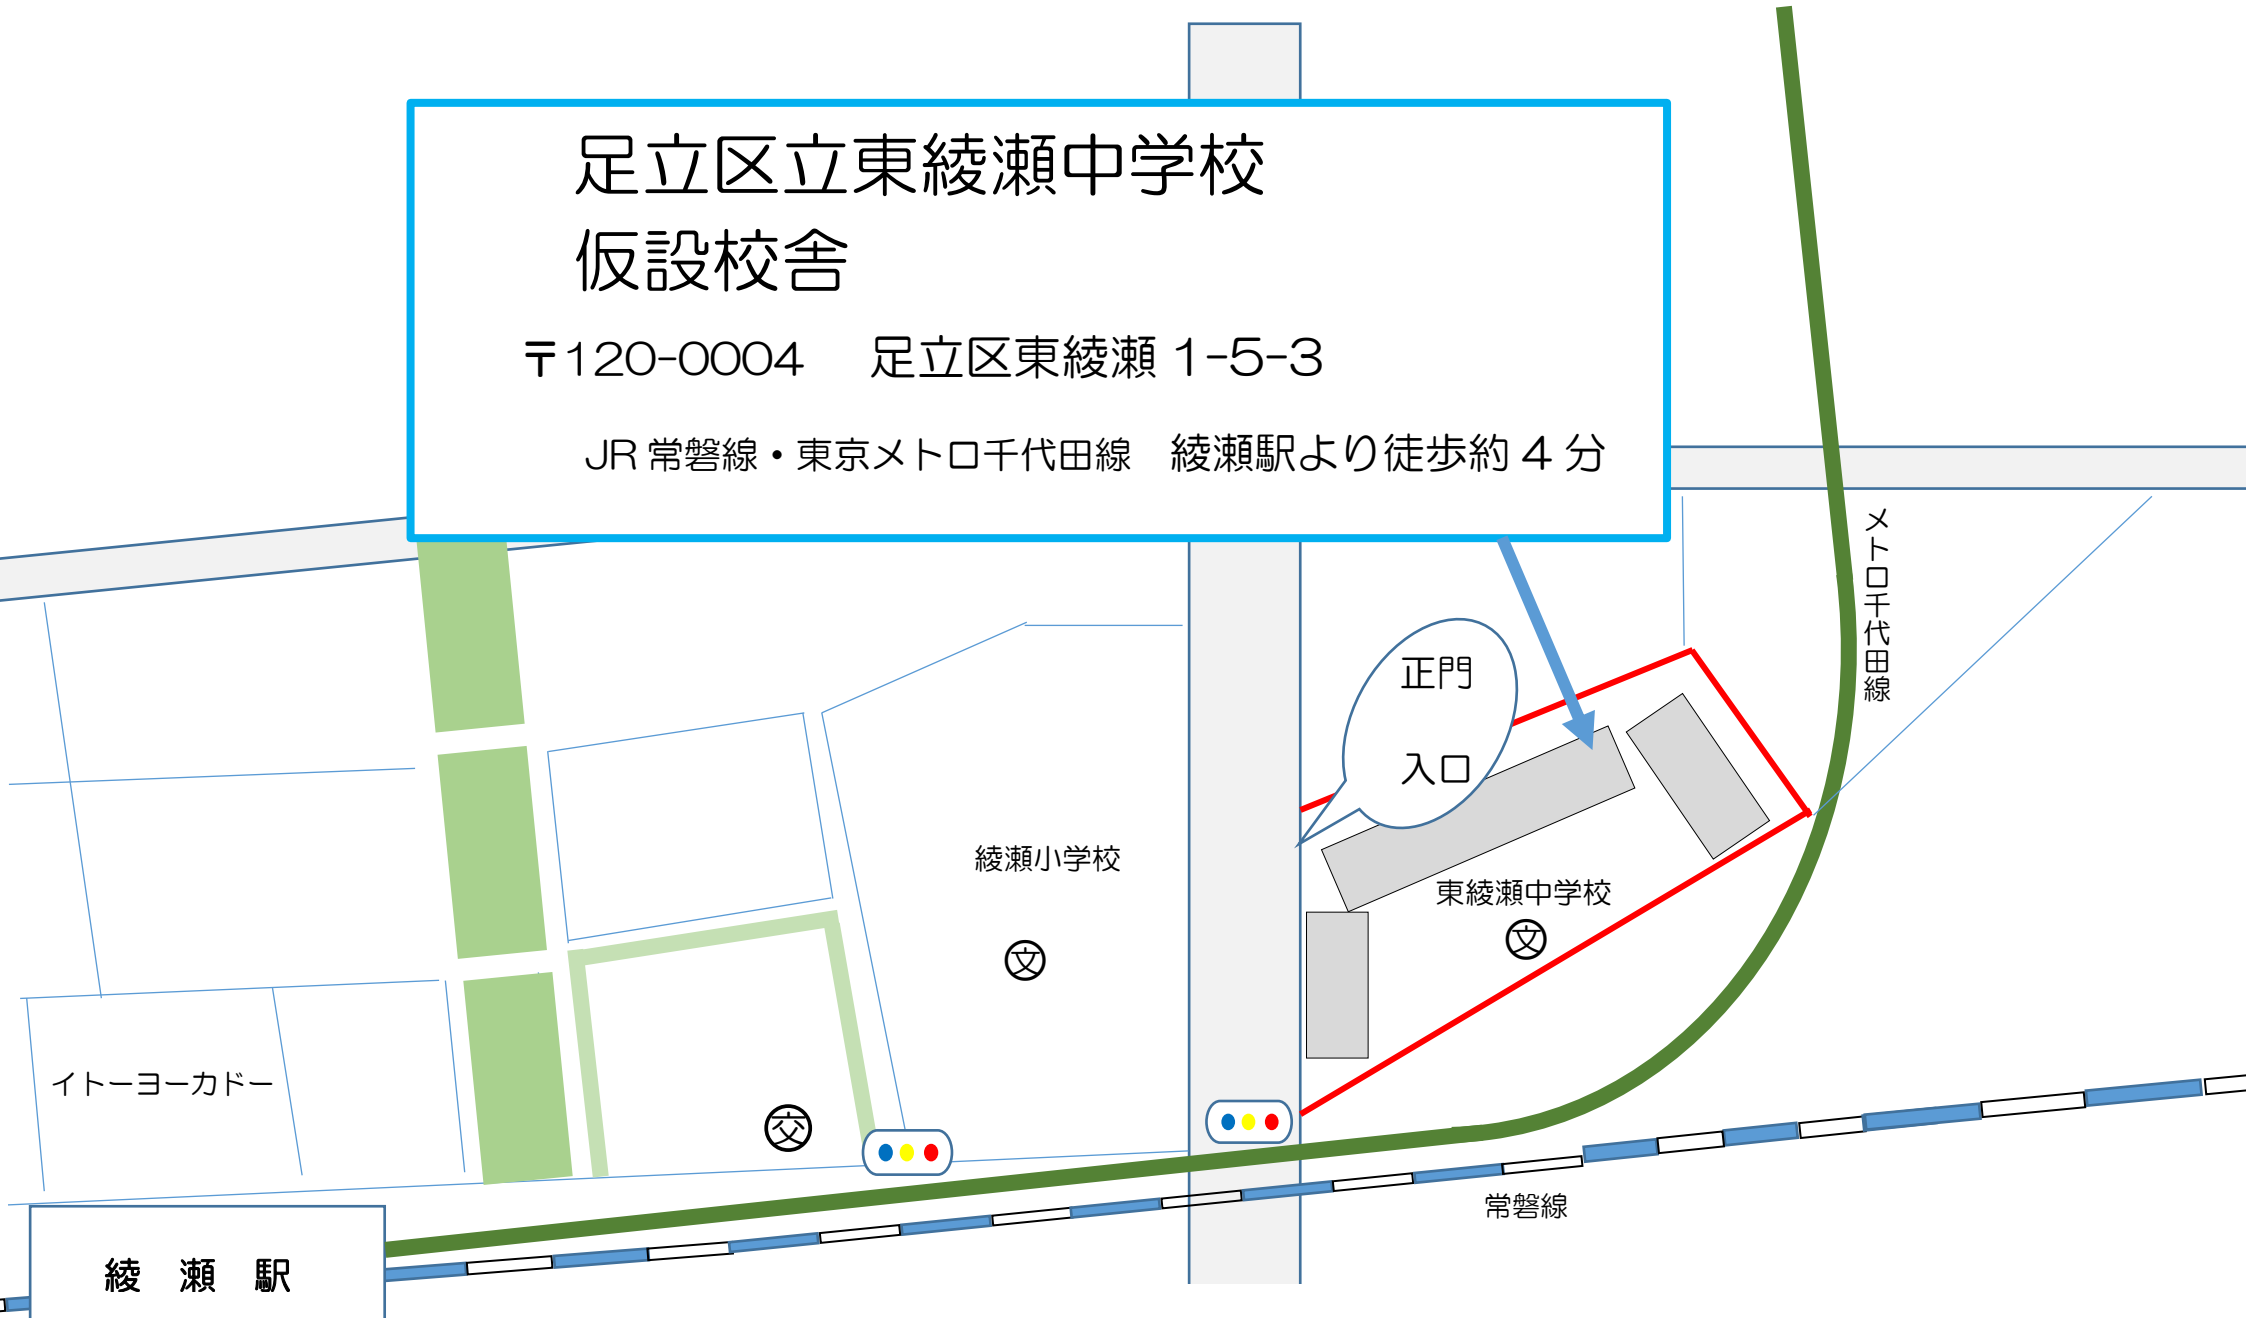 足立区立東綾瀬中学校
仮設校舎
〒120-0004　足立区東綾瀬 1-5-3
JR 常磐線・東京メトロ千代田線　綾瀬駅より徒歩約 4 分
メトロ千代田線
正門
入口
綾瀬小学校
文
東綾瀬中学校
文
イトーヨーカドー
交
常磐線
綾　瀬　駅